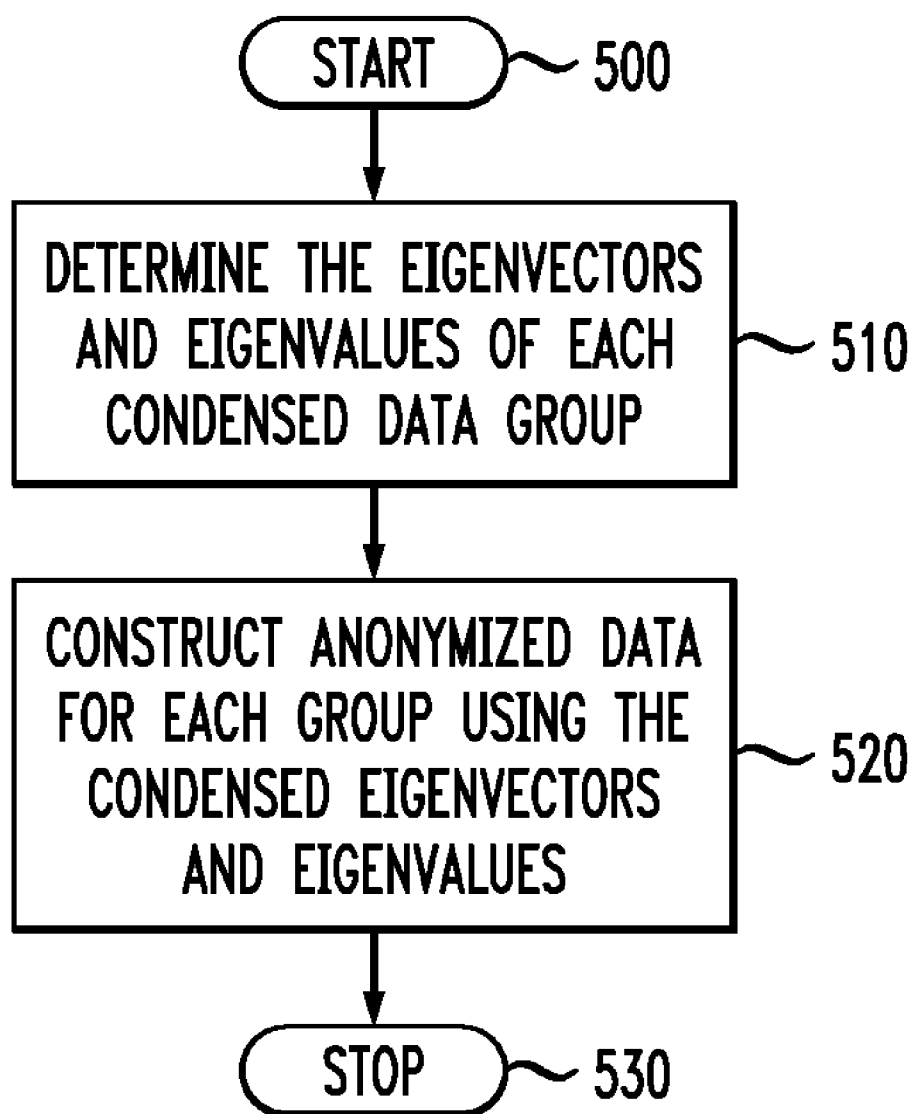 START
500
DETERMINE THE EIGENVECTORS
AND EIGENVALUES OF EACH
CONDENSED DATA GROUP
510
CONSTRUCT ANONYMIZED DATA
FOR EACH GROUP USING THE
CONDENSED EIGENVECTORS
AND EIGENVALUES
520
STOP
530